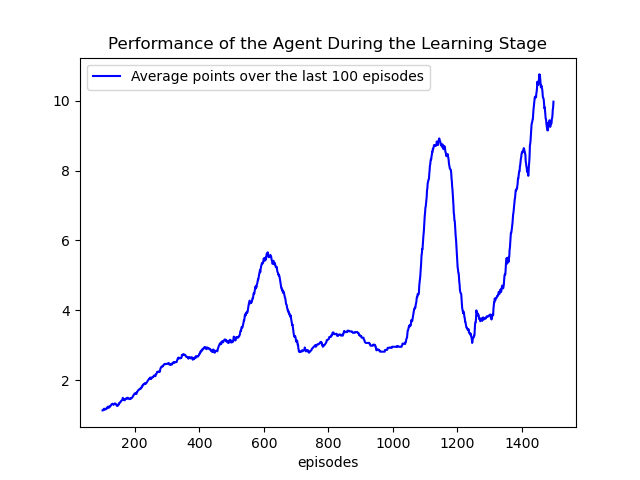 Performance of the Agent During the Learning Stage
Average points over the last 100 episodes
10
8
6
4
2
200 400 600 800 1000 1200 1400
episodes